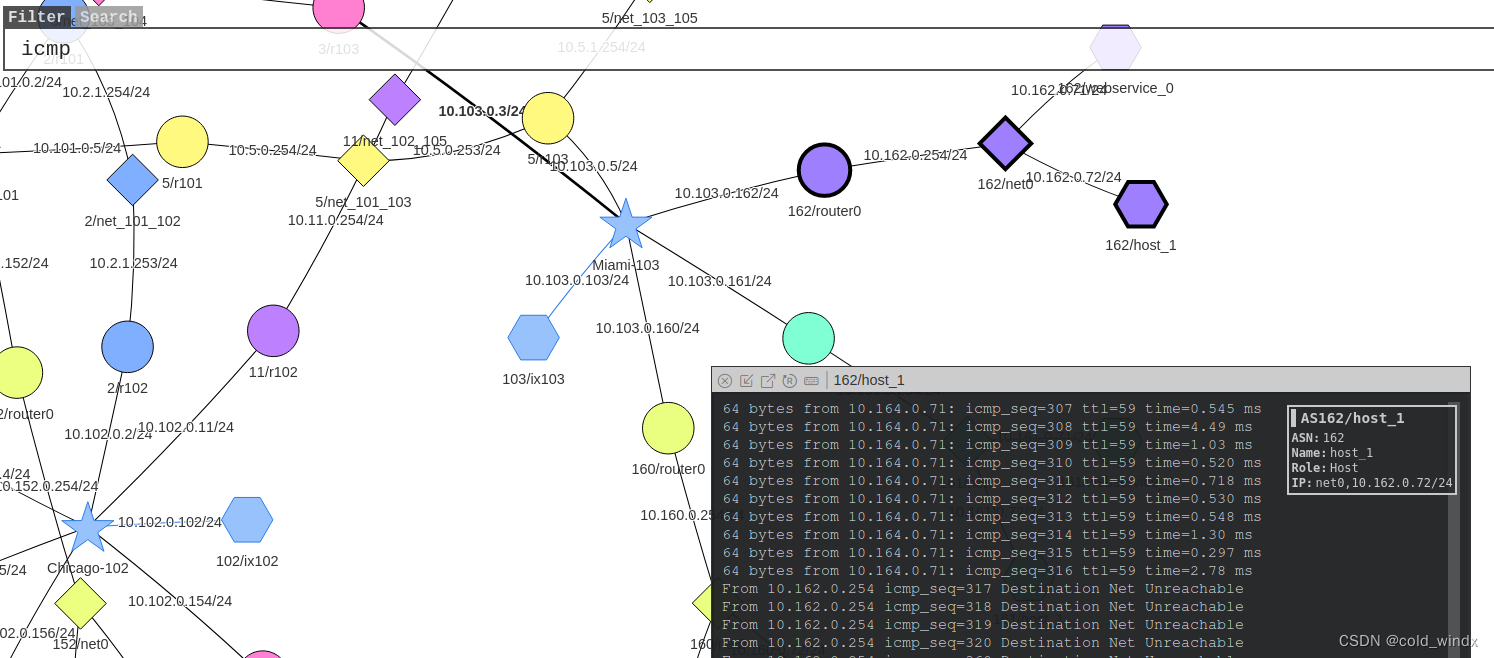 Filter Search
icmp
2/r101
3/r103
5/net_103_105
10.5.1.254/24
162/webservice_0
10.2.1.254/24
10.103.0.3/24
10.162.0.71/24
10.101.0.5/24
5/r101
10.5.0.254/24
11/net_102_105
10.5.0.253/24
5/r103
10.103.0.5/24
10.162.0.254/24
162/net0
10.162.0.72/24
10.103.0.162/24
162/router0
162/host_1
2/net_101_102
5/net_101_103
10.11.0.254/24
.152/24
10.2.1.253/24
Miami-103
10.103.0.103/24
10.103.0.161/24
10.103.0.160/24
103/ix103
11/r102
2/r102
2/router0
10.102.0.2/24
10.102.0.11/24
160/router0
.4/24
0.152.0.254/24
10.102.0.102/24
102/ix102
5/24
Chicago-102
10.102.0.154/24
02.0.156/24
152/net0
10.160.0.25
160
162/host_1
64 bytes from 10.164.0.71: icmp_seq=307 ttl=59 time=0.545 ms
64 bytes from 10.164.0.71: icmp_seq=308 ttl=59 time=4.49 ms
64 bytes from 10.164.0.71: icmp_seq=309 ttl=59 time=1.03 ms
64 bytes from 10.164.0.71: icmp_seq=310 ttl=59 time=0.520 ms
64 bytes from 10.164.0.71: icmp_seq=311 ttl=59 time=0.718 ms
64 bytes from 10.164.0.71: icmp_seq=312 ttl=59 time=0.530 ms
64 bytes from 10.164.0.71: icmp_seq=313 ttl=59 time=0.548 ms
64 bytes from 10.164.0.71: icmp_seq=314 ttl=59 time=1.30 ms
64 bytes from 10.164.0.71: icmp_seq=315 ttl=59 time=0.297 ms
64 bytes from 10.164.0.71: icmp_seq=316 ttl=59 time=2.78 ms
From 10.162.0.254 icmp_seq=317 Destination Net Unreachable
From 10.162.0.254 icmp_seq=318 Destination Net Unreachable
From 10.162.0.254 icmp_seq=319 Destination Net Unreachable
From 10.162.0.254 icmp_seq=320 Destination Net Unreachable
AS162/host_1
ASN: 162
Name: host_1
Role: Host
IP: net0,10.162.0.72/24
CSDN @cold_windx